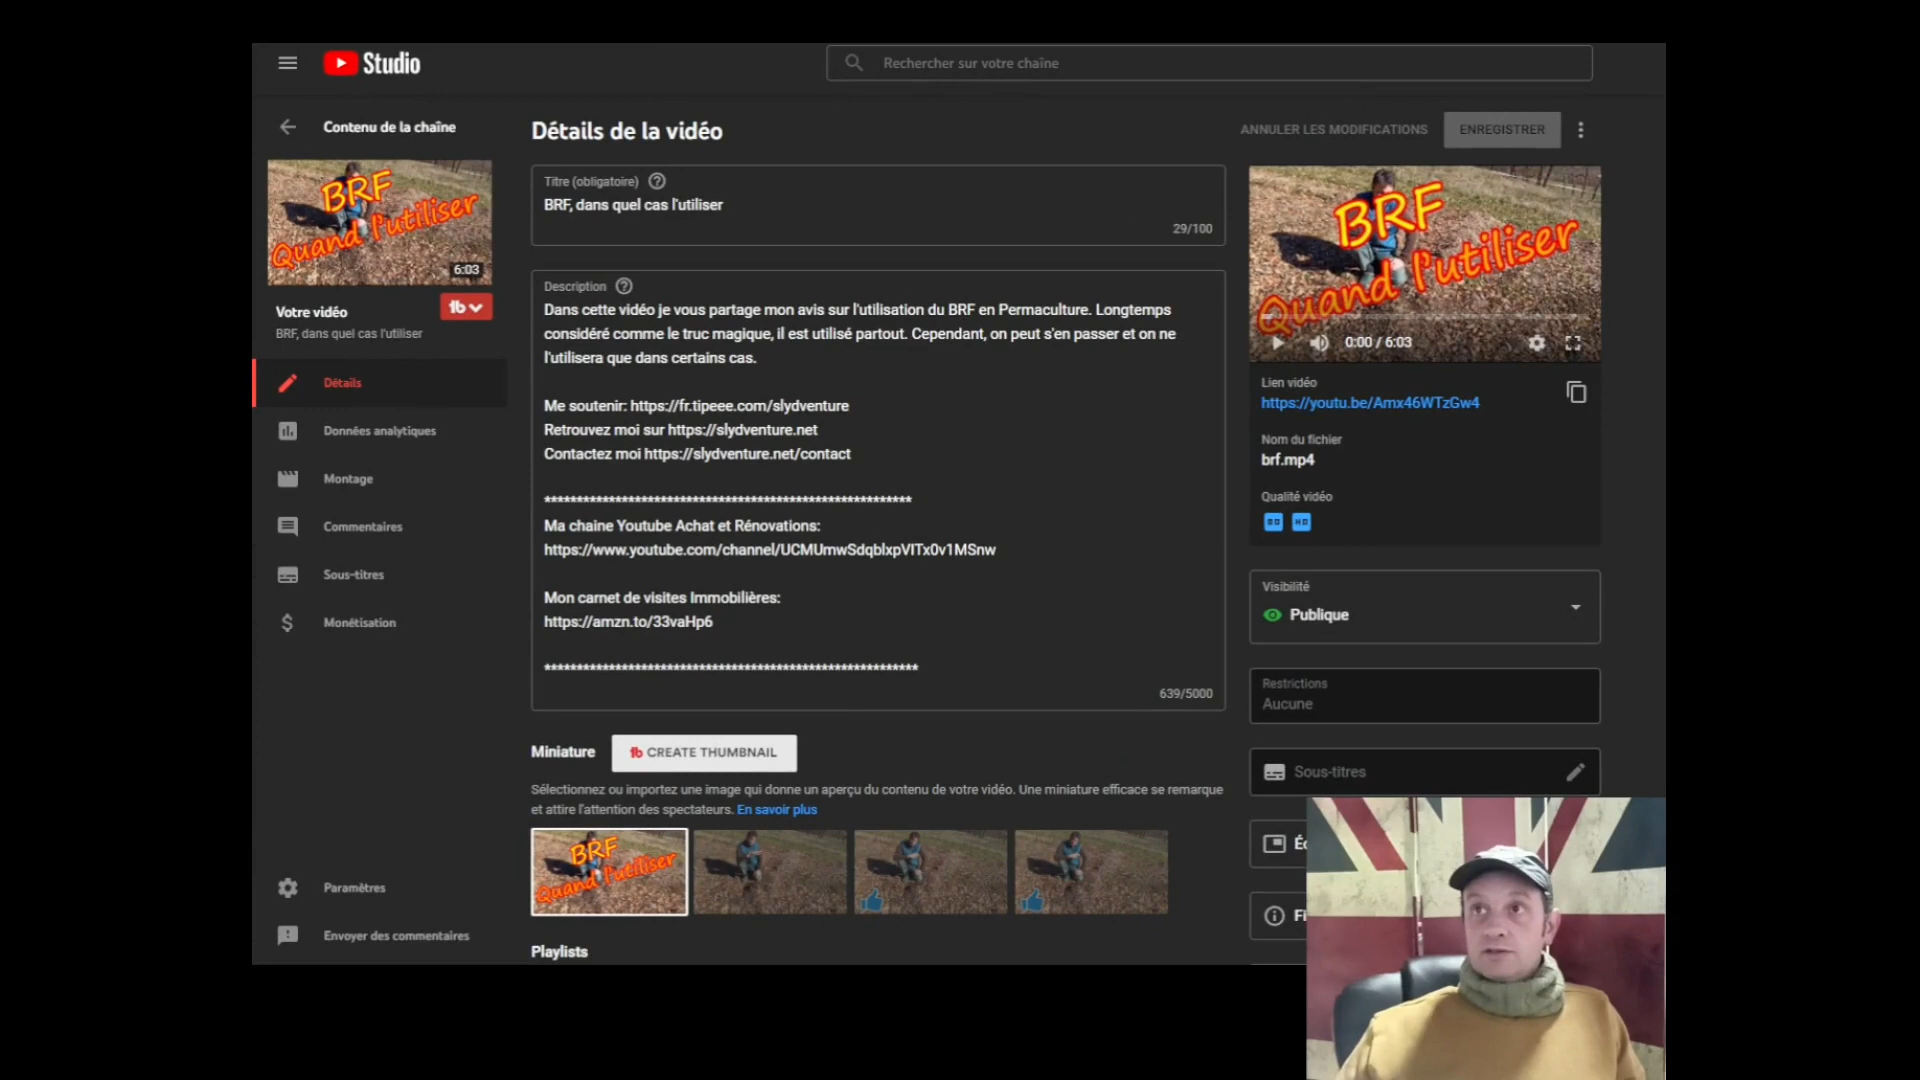 Studio
Rechercher sur votre chaîne
Contenu de la chaîne
BRF
Quand l'utiliser
6:03
Votre vidéo
BRF, dans quel cas l'utiliser
Détails
Données analytiques
Montage
Commentaires
Sous-titres
Monétisation
Paramètres
Envoyer des commentaires
Détails de la vidéo
ANNULER LES MODIFICATIONS
ENREGISTRER
Titre (obligatoire)
BRF, dans quel cas l'utiliser
29/100
Description
Dans cette vidéo je vous partage mon avis sur l'utilisation du BRF en Permaculture. Longtemps
considéré comme le truc magique, il est utilisé partout. Cependant, on peut s'en passer et on ne
l'utilisera que dans certains cas.
Me soutenir: https://fr.tipeee.com/slydventure
Retrouvez moi sur https://slydventure.net
Contactez moi https://slydventure.net/contact
*********************************************************
Ma chaine Youtube Achat et Rénovations:
https://www.youtube.com/channel/UCMUmwSdqblxpVITx0v1MSnw
Mon carnet de visites Immobilières:
https://amzn.to/33vaHp6
**********************************************************
639/5000
Miniature
CREATE THUMBNAIL
Sélectionnez ou importez une image qui donne un aperçu du contenu de votre vidéo. Une miniature efficace se remarque
et attire l'attention des spectateurs. En savoir plus
BRF
Quand l'utiliser
Playlists
BRF
Quand l'utiliser
0:00 / 6:03
Lien vidéo
https://youtu.be/Amx46WTzGw4
Nom du fichier
brf.mp4
Qualité vidéo
SD HD
Visibilité
Publique
Restrictions
Aucune
Sous-titres
Éc
Fi